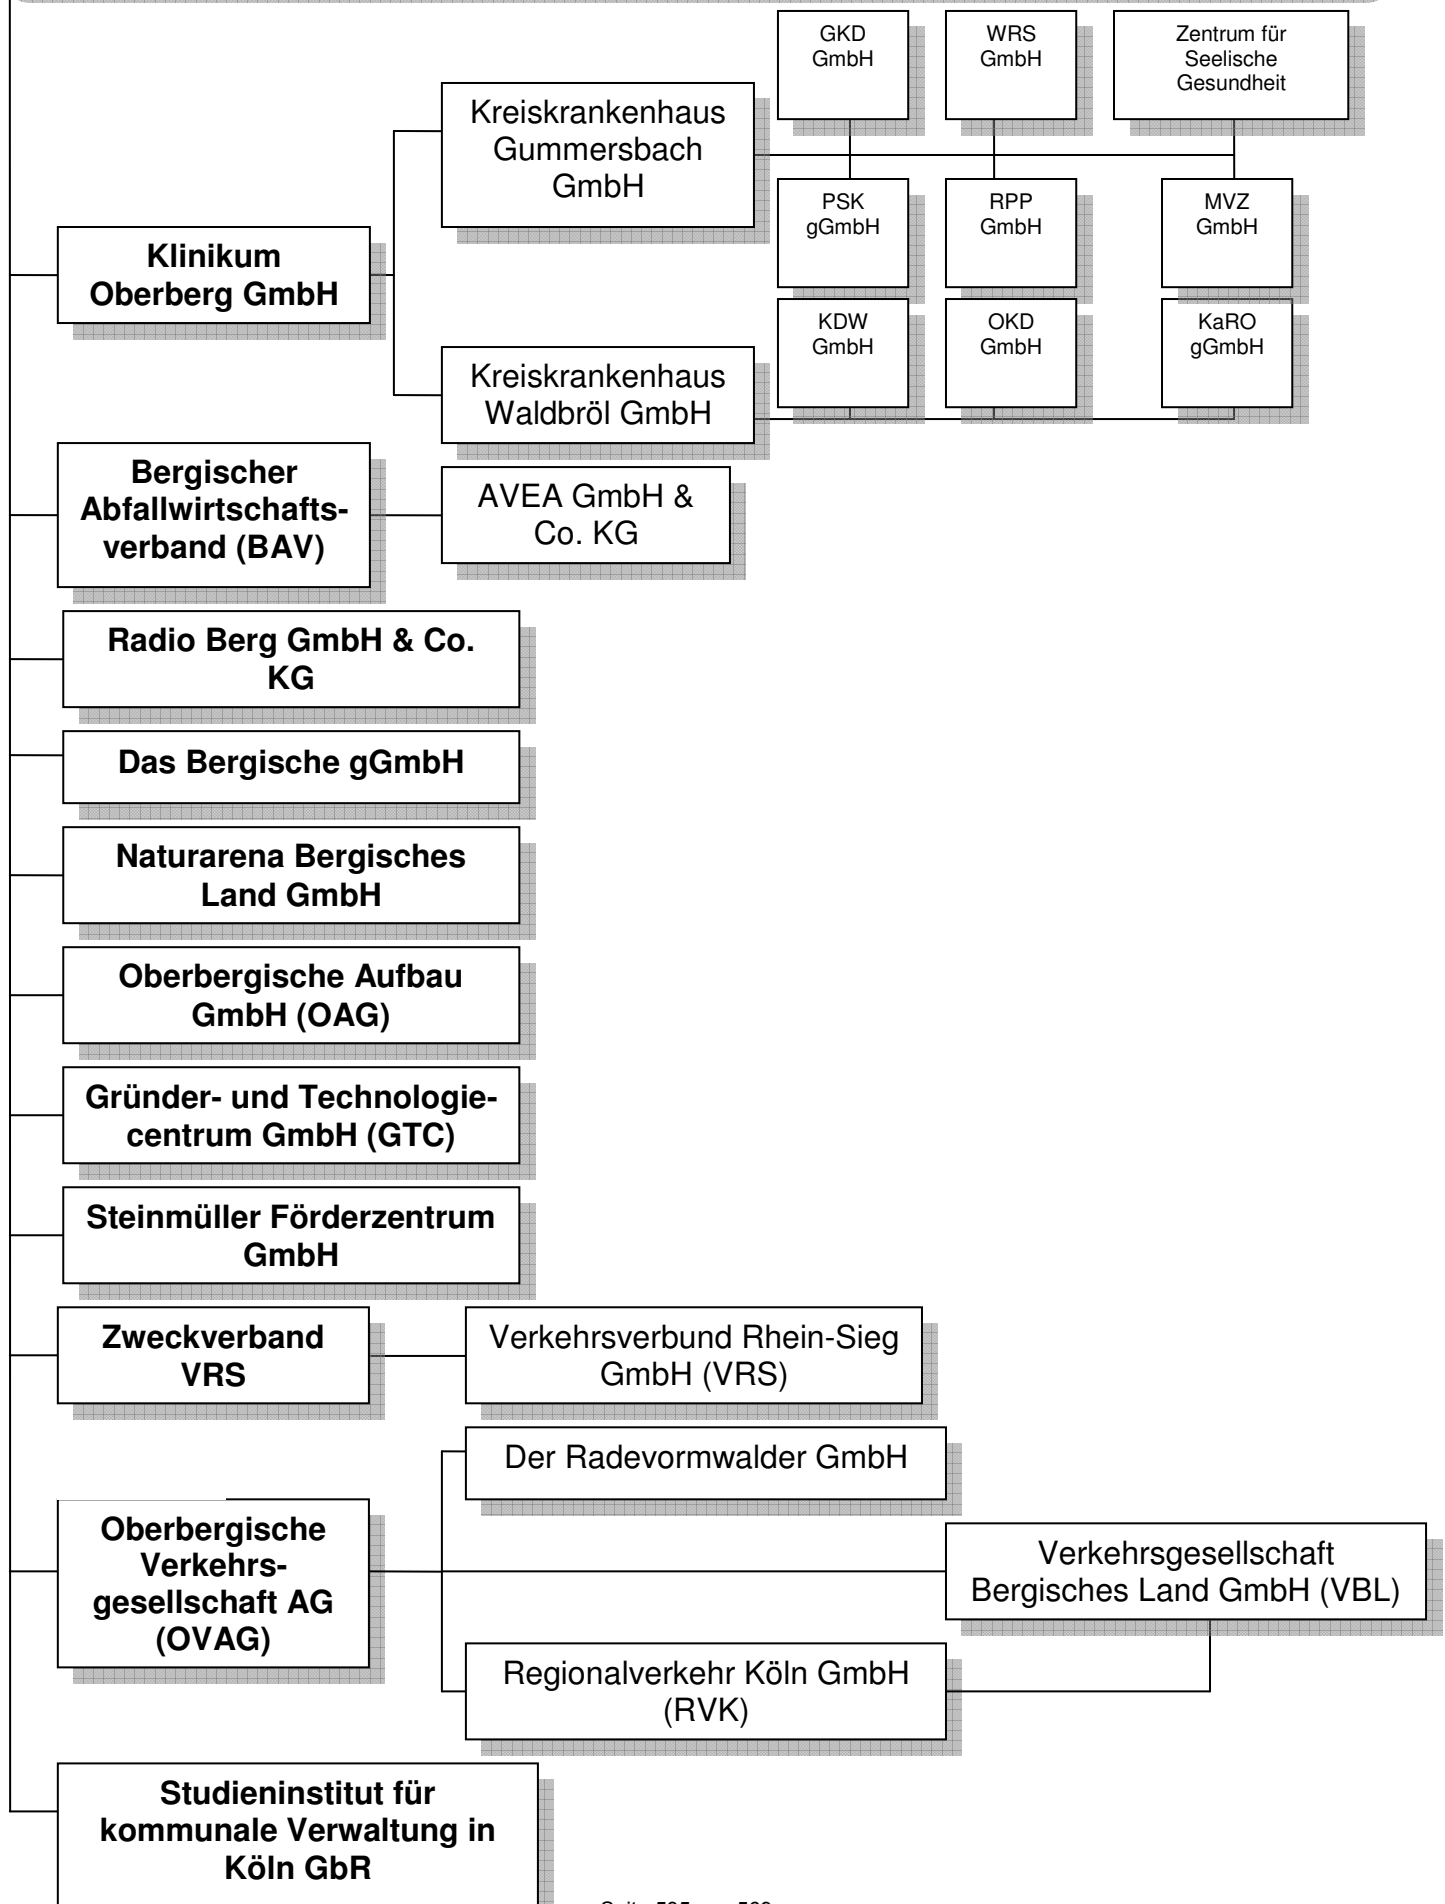 GKD
GmbH
WRS
GmbH
Zentrum für
Seelische
Gesundheit
Kreiskrankenhaus
Gummersbach
GmbH
PSK
gGmbH
RPP
GmbH
MVZ
GmbH
Klinikum
Oberberg GmbH
KDW
GmbH
OKD
GmbH
KaRO
gGmbH
Kreiskrankenhaus
Waldbröl GmbH
Bergischer
Abfallwirtschafts-
verband (BAV)
AVEA GmbH &
Co. KG
Radio Berg GmbH & Co.
KG
Das Bergische gGmbH
Naturarena Bergisches
Land GmbH
Oberbergische Aufbau
GmbH (OAG)
Gründer- und Technologie-
centrum GmbH (GTC)
Steinmüller Förderzentrum
GmbH
Zweckverband
VRS
Verkehrsverbund Rhein-Sieg
GmbH (VRS)
Der Radevormwalder GmbH
Oberbergische
Verkehrs-
gesellschaft AG
(OVAG)
Verkehrsgesellschaft
Bergisches Land GmbH (VBL)
Regionalverkehr Köln GmbH
(RVK)
Studieninstitut für
kommunale Verwaltung in
Köln GbR